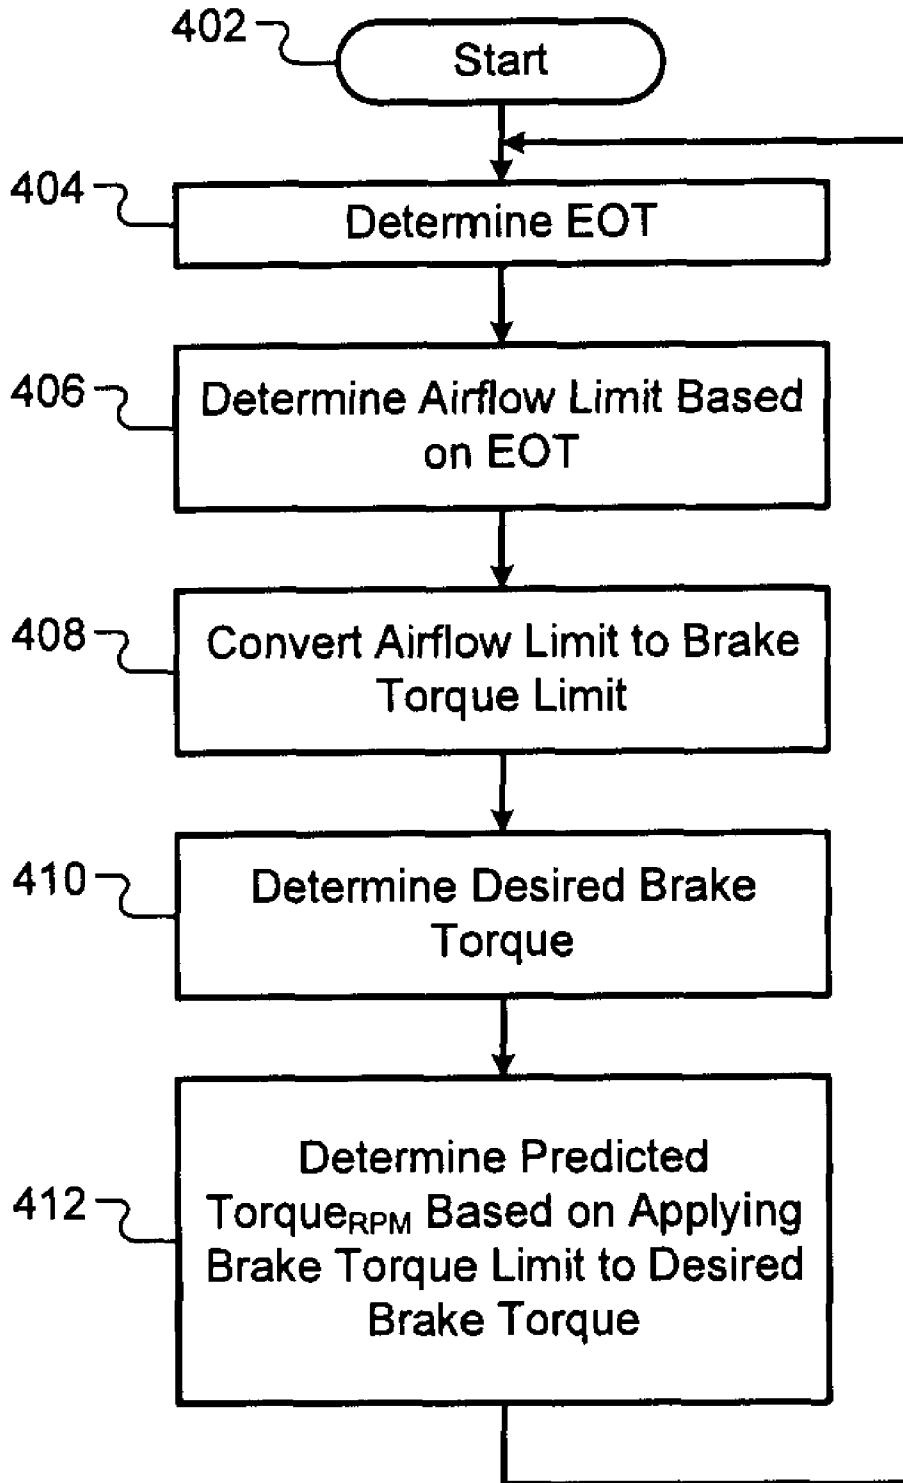 402
Start
404
Determine EOT
406
Determine Airflow Limit Based
on EOT
408
Convert Airflow Limit to Brake
Torque Limit
410
Determine Desired Brake
Torque
412
Determine Predicted
TorqueRPM Based on Applying
Brake Torque Limit to Desired
Brake Torque